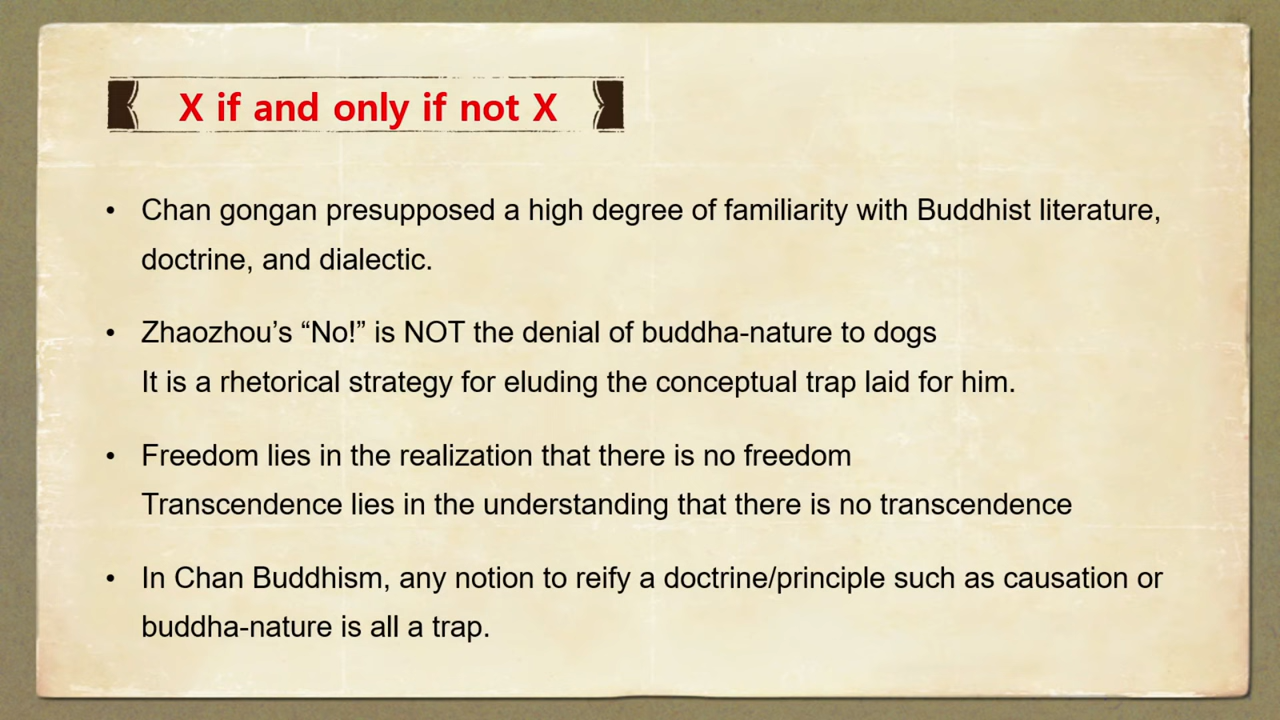 X if and only if not X
• Chan gongan presupposed a high degree of familiarity with Buddhist literature,
doctrine, and dialectic.
• Zhaozhou’s “No!” is NOT the denial of buddha-nature to dogs
It is a rhetorical strategy for eluding the conceptual trap laid for him.
• Freedom lies in the realization that there is no freedom
Transcendence lies in the understanding that there is no transcendence
• In Chan Buddhism, any notion to reify a doctrine/principle such as causation or
buddha-nature is all a trap.